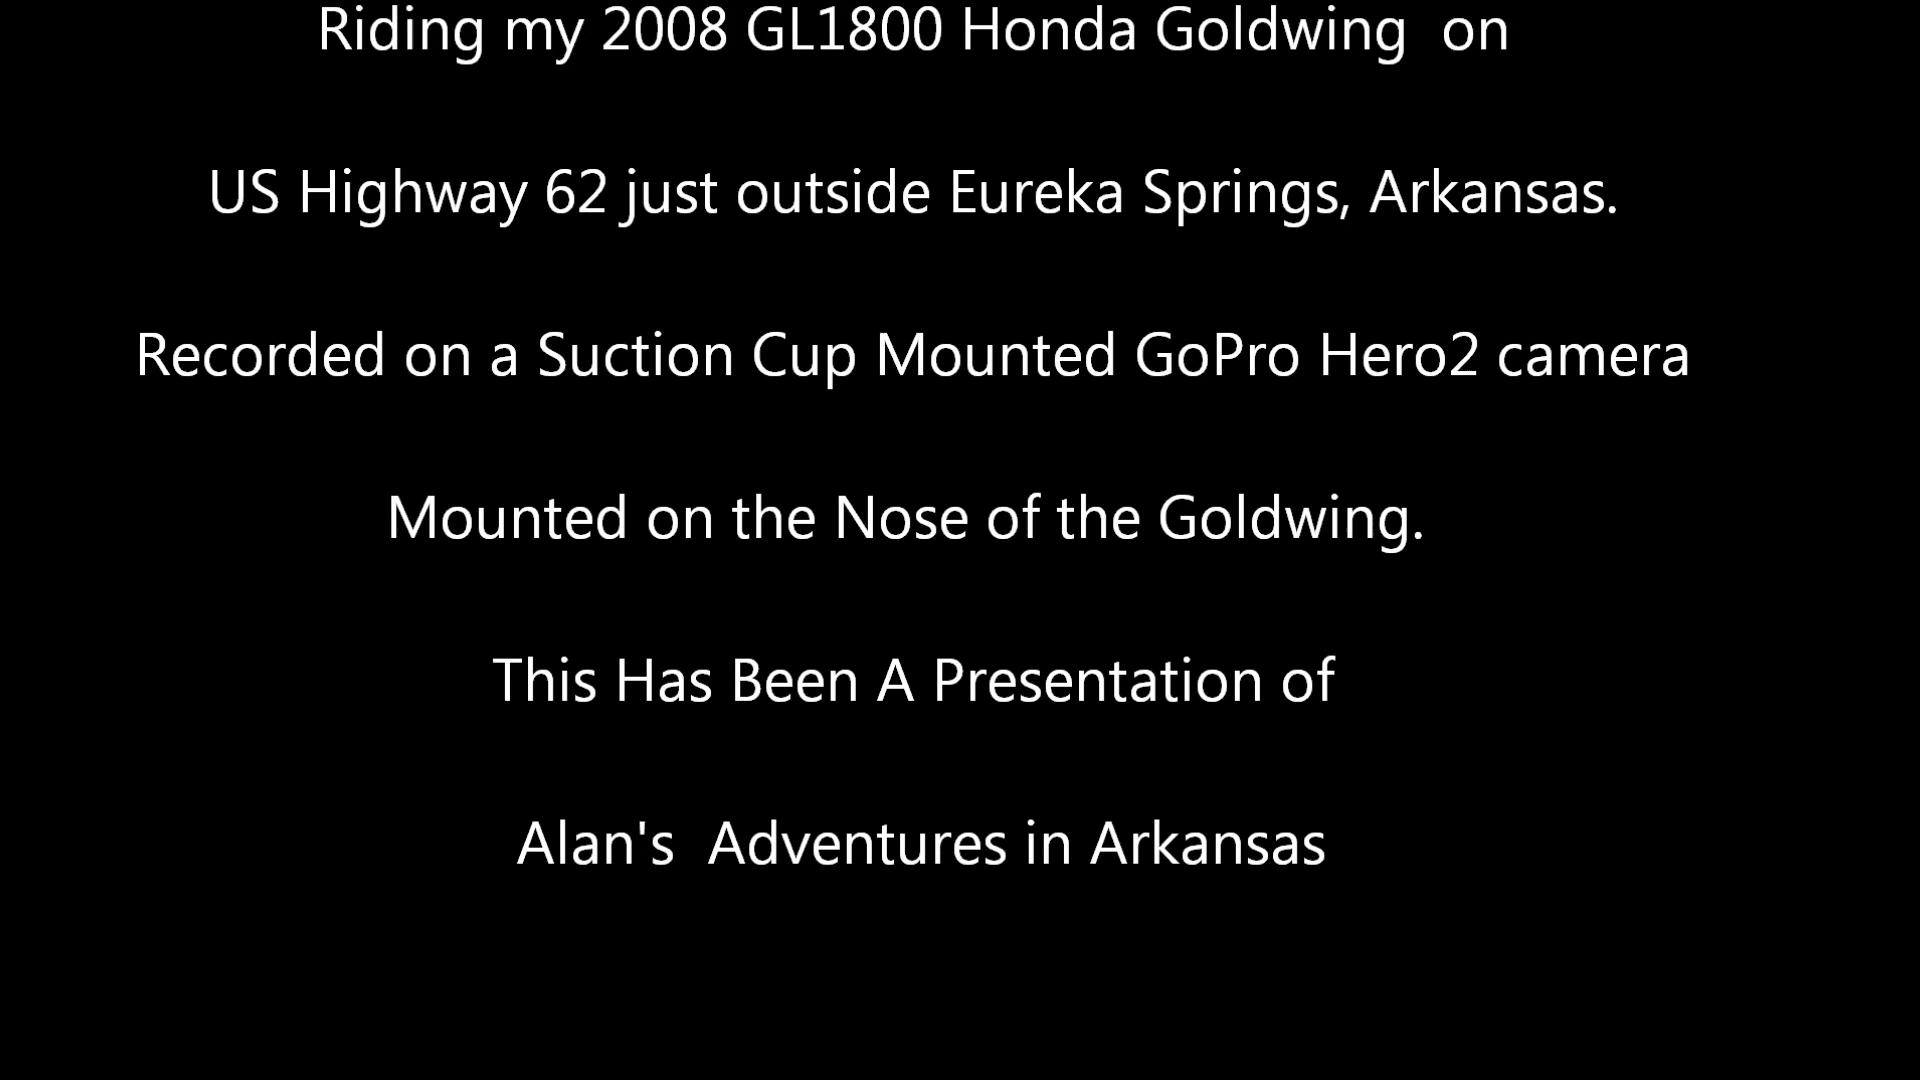 Riding my 2008 GL1800 Honda Goldwing  on
US Highway 62 just outside Eureka Springs, Arkansas.
Recorded on a Suction Cup Mounted GoPro Hero2 camera
Mounted on the Nose of the Goldwing.
This Has Been A Presentation of
Alan's  Adventures in Arkansas